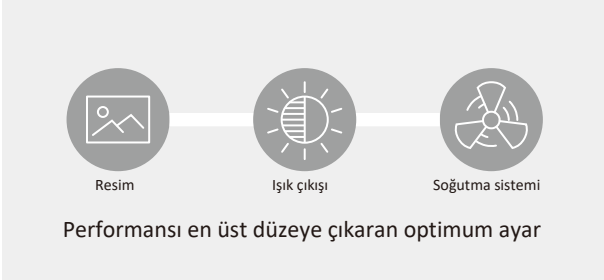 Resim
Işık çıkışı
Soğutma sistemi
Performansı en üst düzeye çıkaran optimum ayar